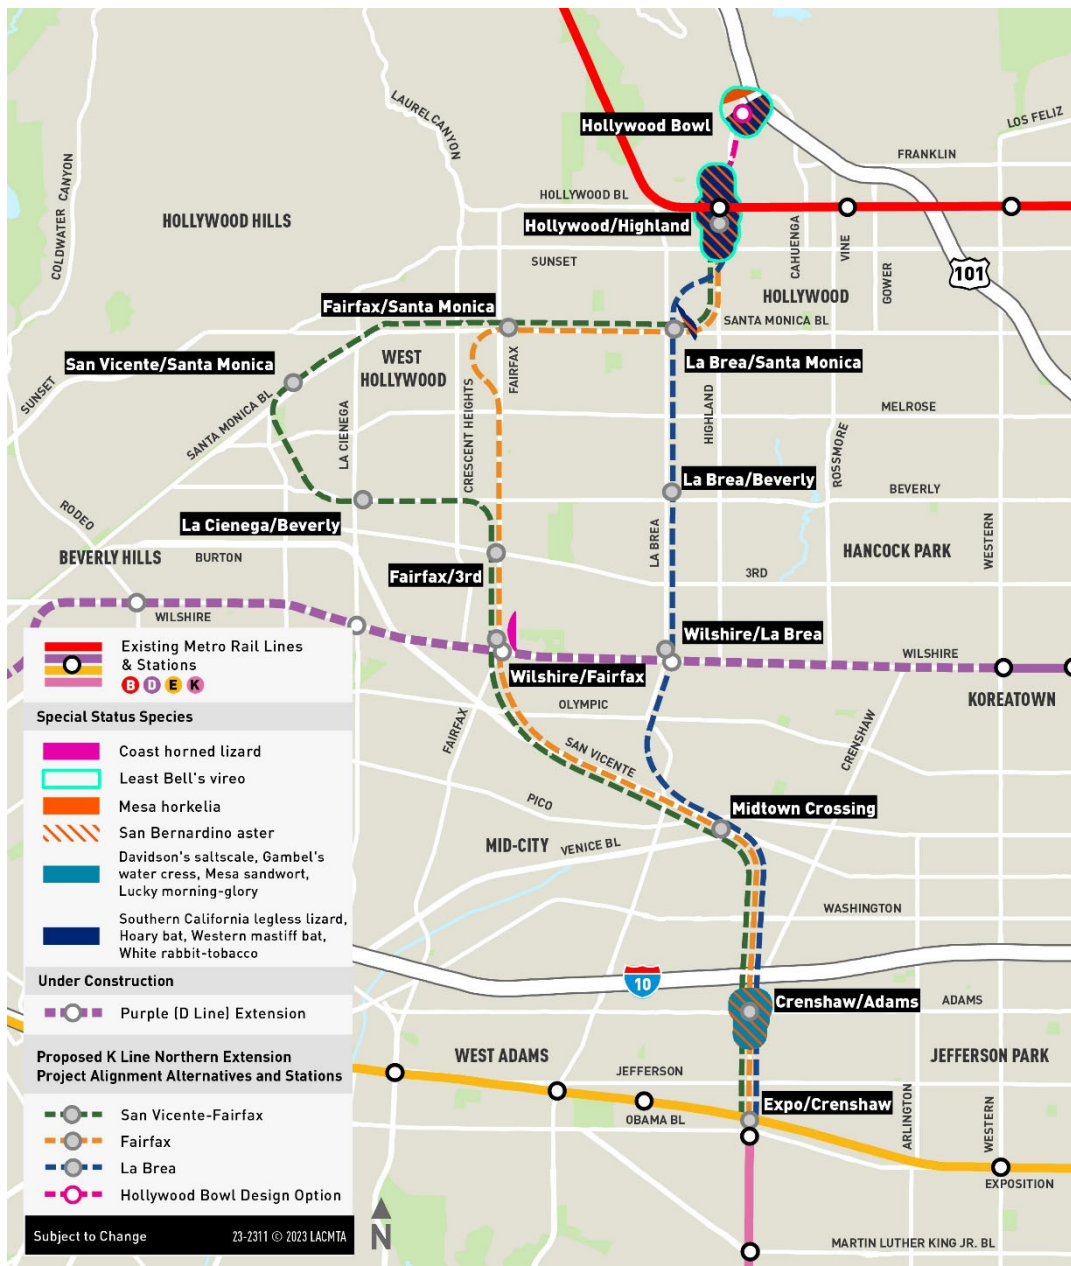 LAUREL CANYON
Hollywood Bowl
LOS FELIZ
FRANKLIN
COLDWATER CANYON
HOLLYWOOD BL
HOLLYWOOD HILLS
Hollywood/Highland
CAHUENGA
VINE
GOWER
SUNSET
101
HOLLYWOOD
Fairfax/Santa Monica
SANTA MONICA BL
San Vicente/Santa Monica
WEST
HOLLYWOOD
FAIRFAX
La Brea/Santa Monica
SUNSET
SANTA MONICA BL
LA CIENEGA
CRESCENT HEIGHTS
HIGHLAND
MELROSE
ROSSMORE
La Brea/Beverly
BEVERLY
WESTERN
RODEO
La Cienega/Beverly
BEVERLY HILLS
BURTON
LA BREA
HANCOCK PARK
Fairfax/3rd
3RD
WILSHIRE
Wilshire/La Brea
WILSHIRE
Wilshire/Fairfax
KOREATOWN
OLYMPIC
FAIRFAX
SAN VICENTE
CRENSHAW
PICO
Midtown Crossing
MID-CITY
VENICE BL
WASHINGTON
10
Crenshaw/Adams
ADAMS
WEST ADAMS
JEFFERSON PARK
JEFFERSON
Expo/Crenshaw
OBAMA BL
ARLINGTON
WESTERN
EXPOSITION
MARTIN LUTHER KING JR. BL
N
Existing Metro Rail Lines
& Stations
B D E K
Special Status Species
Coast horned lizard
Least Bell's vireo
Mesa horkelia
San Bernardino aster
Davidson's saltscale, Gambel's
water cress, Mesa sandwort,
Lucky morning-glory
Southern California legless lizard,
Hoary bat, Western mastiff bat,
White rabbit-tobacco
Under Construction
Purple (D Line) Extension
Proposed K Line Northern Extension
Project Alignment Alternatives and Stations
San Vicente-Fairfax
Fairfax
La Brea
Hollywood Bowl Design Option
Subject to Change 23-2311 © 2023 LACMTA